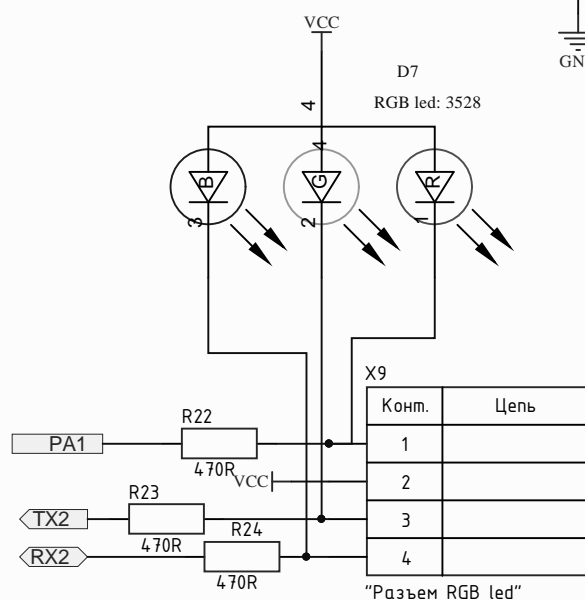 VCC
GN
D7
4
RGB led: 3528
4
B
G
R
3
2
1
X9
Конт.
Цепь
R22
PA1
1
470R
VCC
2
R23
TX2
R24
3
470R
RX2
4
470R
"Разъем RGB led"